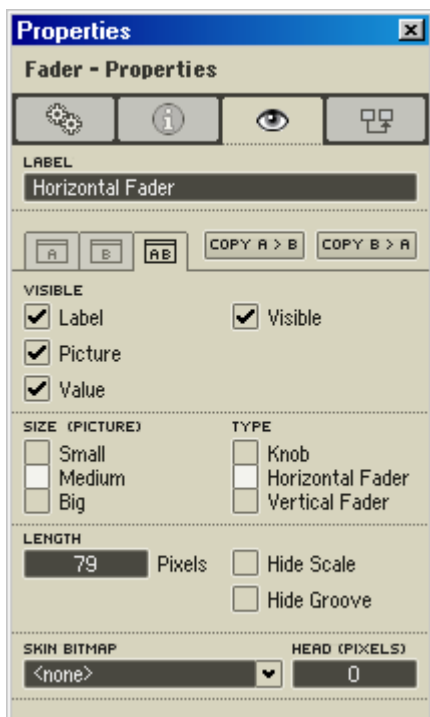 Properties
Fader - Properties
LABEL
Horizontal Fader
A B AB COPY A > B COPY B > A
VISIBLE
Label Visible
Picture
Value
SIZE (PICTURE) TYPE
Small Knob
Medium Horizontal Fader
Big Vertical Fader
LENGTH
79 Pixels Hide Scale
Hide Groove
SKIN BITMAP HEAD (PIXELS)
<none> 0